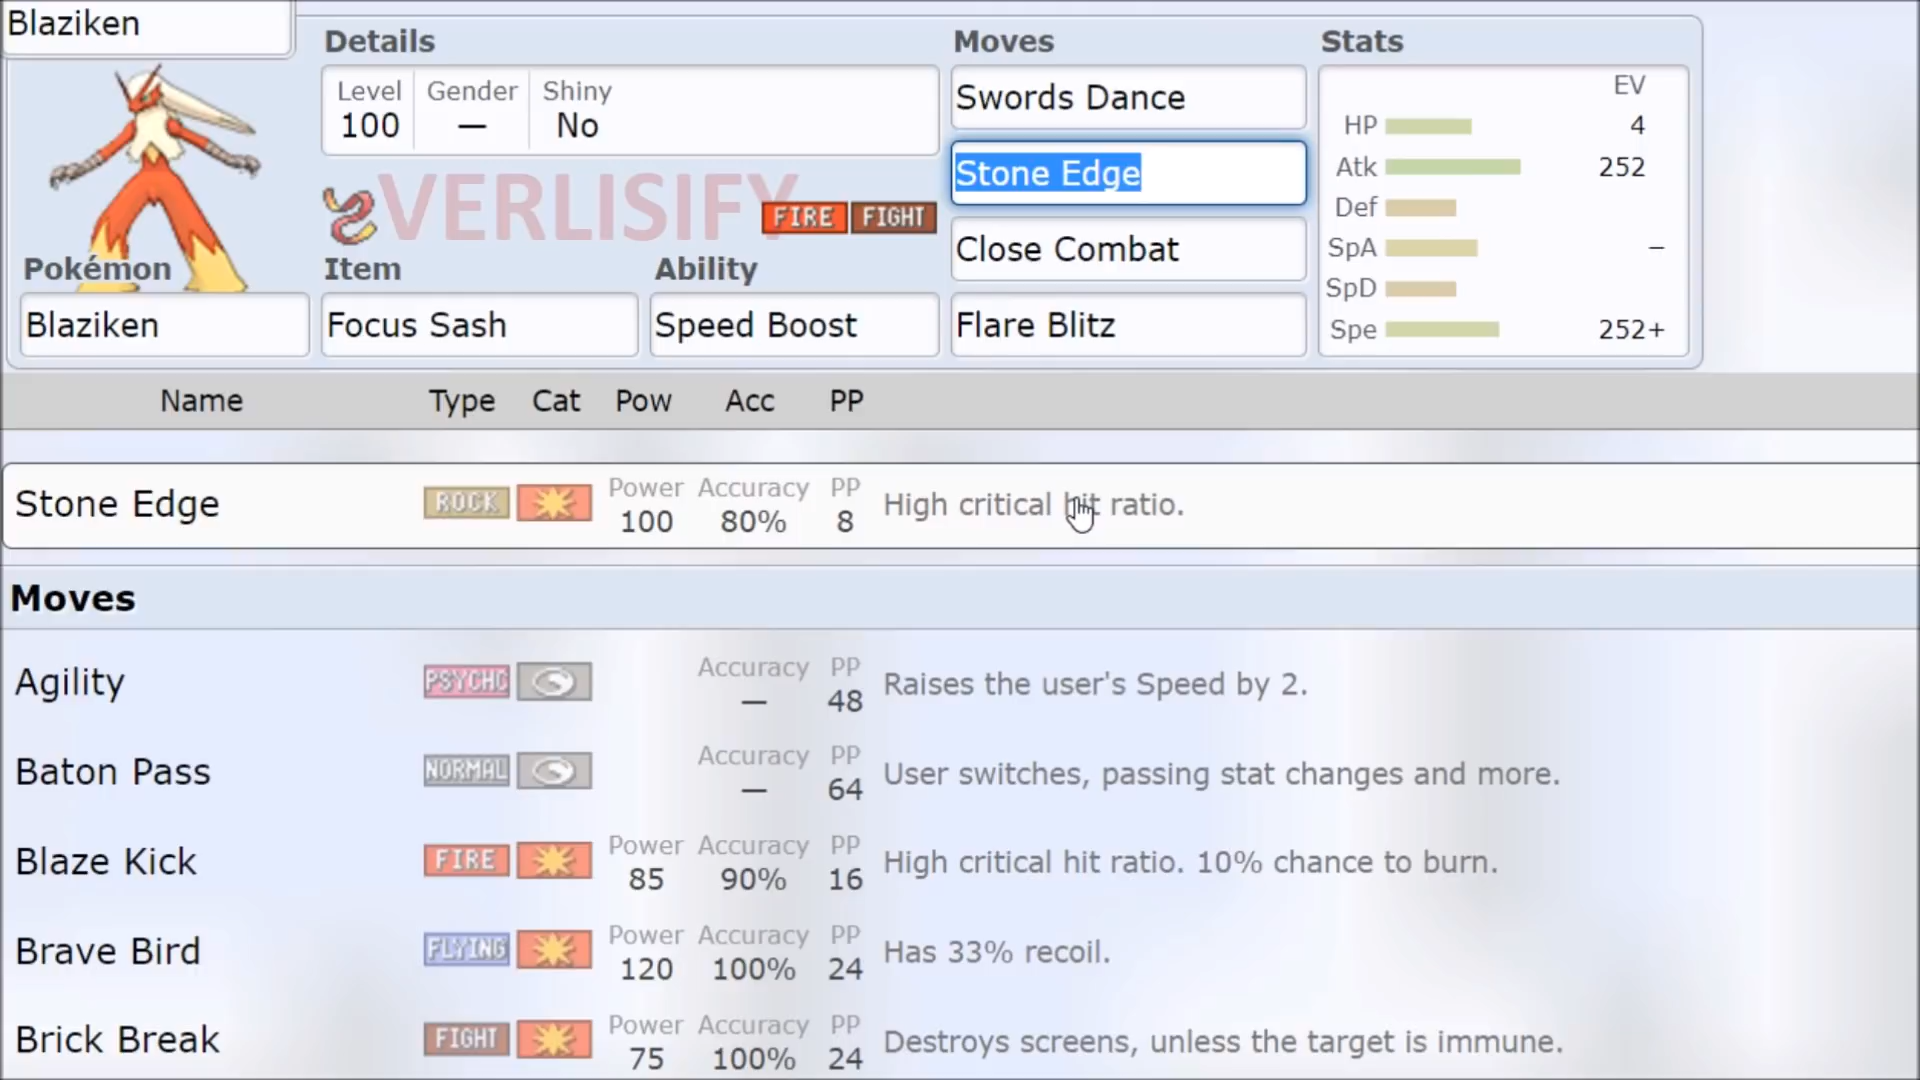 Blaziken
Details
Moves
Stats
Level
Gender
Shiny
100
—
No
Swords Dance
Stone Edge
Close Combat
Flare Blitz
EV
HP 4
Atk 252
Def
SpA –
SpD
Spe 252+
VERLISIFY
FIRE FIGHT
Pokémon
Item
Ability
Blaziken
Focus Sash
Speed Boost
Name Type Cat Pow Acc PP
Stone Edge ROCK Power 100 Accuracy 80% PP 8 High critical hit ratio.
Moves
Agility PSYCHC Accuracy — PP 48 Raises the user's Speed by 2.
Baton Pass NORMAL Accuracy — PP 64 User switches, passing stat changes and more.
Blaze Kick FIRE Power 85 Accuracy 90% PP 16 High critical hit ratio. 10% chance to burn.
Brave Bird FLYING Power 120 Accuracy 100% PP 24 Has 33% recoil.
Brick Break FIGHT Power 75 Accuracy 100% PP 24 Destroys screens, unless the target is immune.